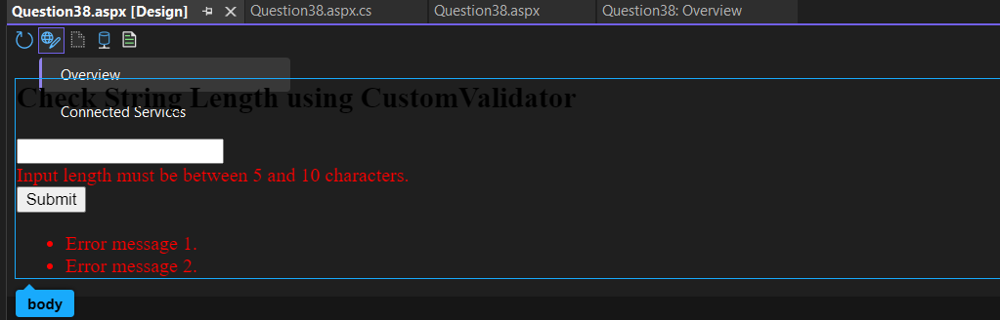 Question38.aspx [Design] Question38.aspx.cs Question38.aspx Question38: Overview
Overview
Check String Length using CustomValidator
Connected Services
Input length must be between 5 and 10 characters.
Submit
Error message 1.
Error message 2.
body